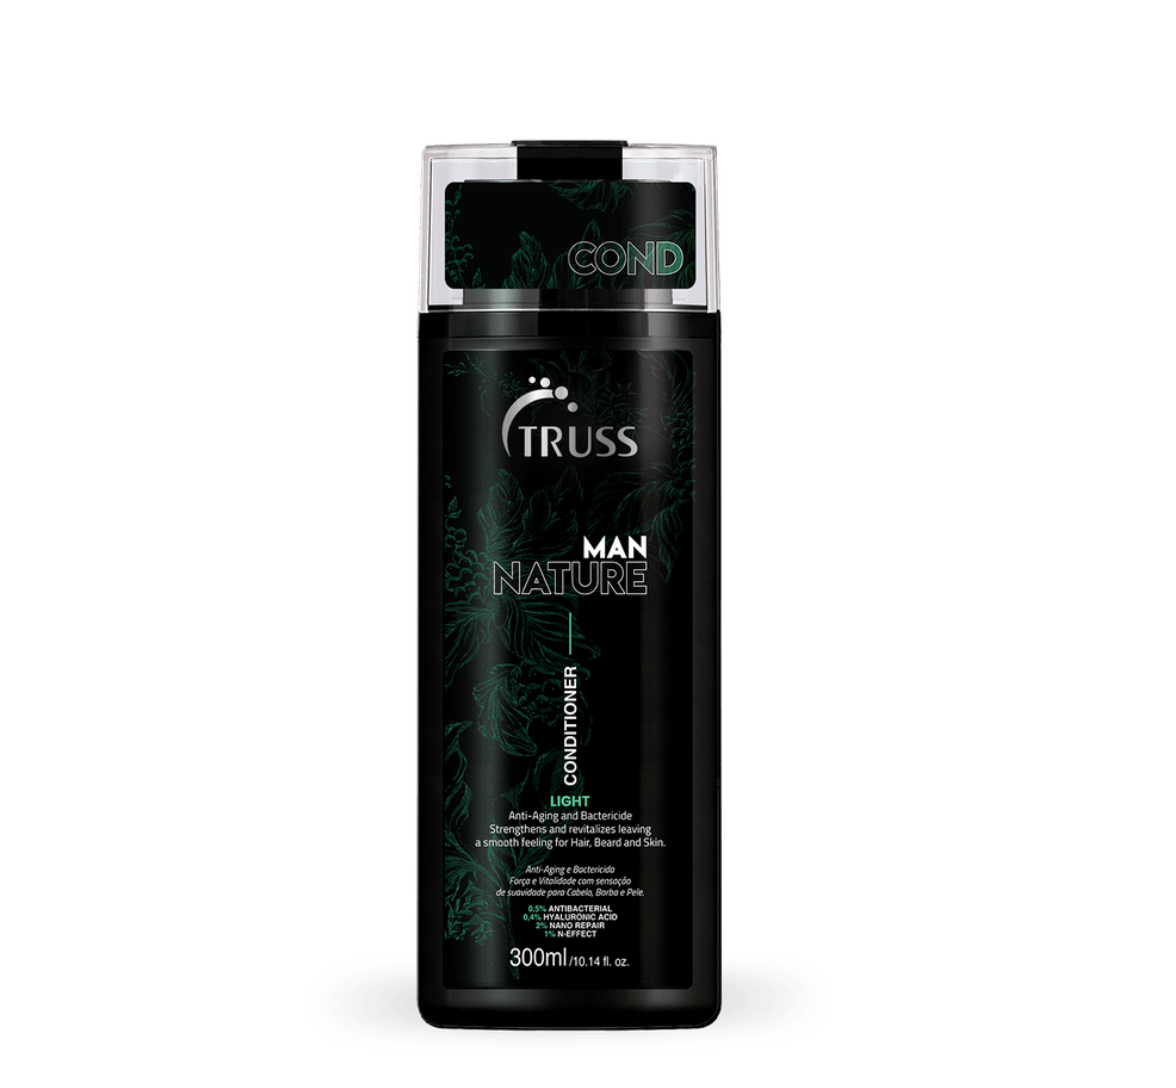 COND
TRUSS
MAN
NATURE
CONDITIONER
LIGHT
Anti-Aging and Bactericide
Strengthens and revitalizes leaving
a smooth feeling for Hair, Beard and Skin.
Anti-Aging e Bactericida
Força e Vitalidade com sensação
de suavidade para Cabelo, Barba e Pele.
0,5% ANTIBACTERIAL
0,4% HYALURONIC ACID
2% NANO REPAIR
1% N-EFFECT
300ml/10.14 fl. oz.